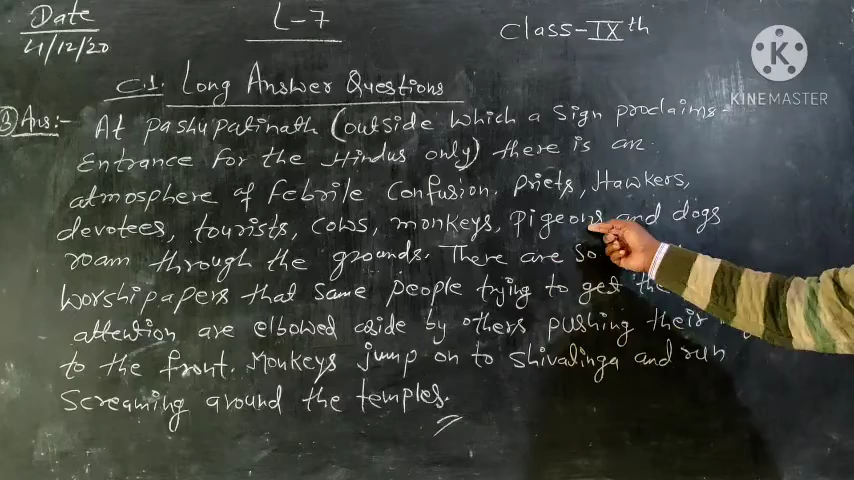 Date
L-7
Class-IXth
4/12/20
C.1. Long Answer Questions
KINEMASTER
3) Ans:- At Pashupatinath (outside which a sign proclaims-
Entrance for the Hindus only) there is an
atmosphere of Febrile confusion. Priets, Hawkers,
devotees, tourists, cows, monkeys, pigeons and dogs
roam through the grounds. There are so
worshipapers that some people trying to get the
attention are elbowed aside by others pushing their
to the front. Monkeys jump on to Shivalinga and run
Screaming around the temples.